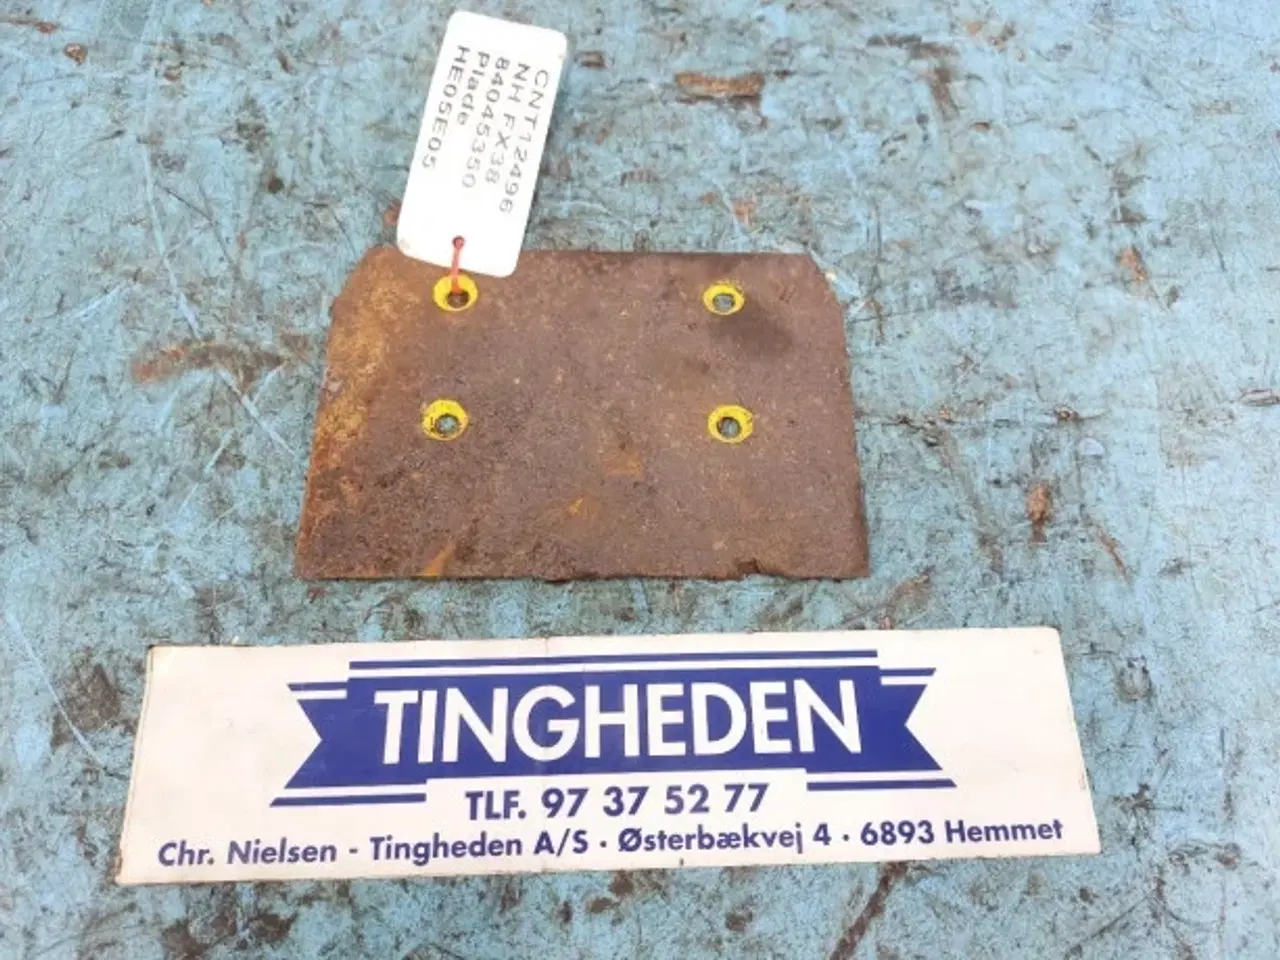 CNT12496
NH FX38
84045350
Plade
HE05E05
TINGHEDEN
TLF. 97 37 52 77
Chr. Nielsen - Tingheden A/S · Østerbækvej 4 · 6893 Hemmet